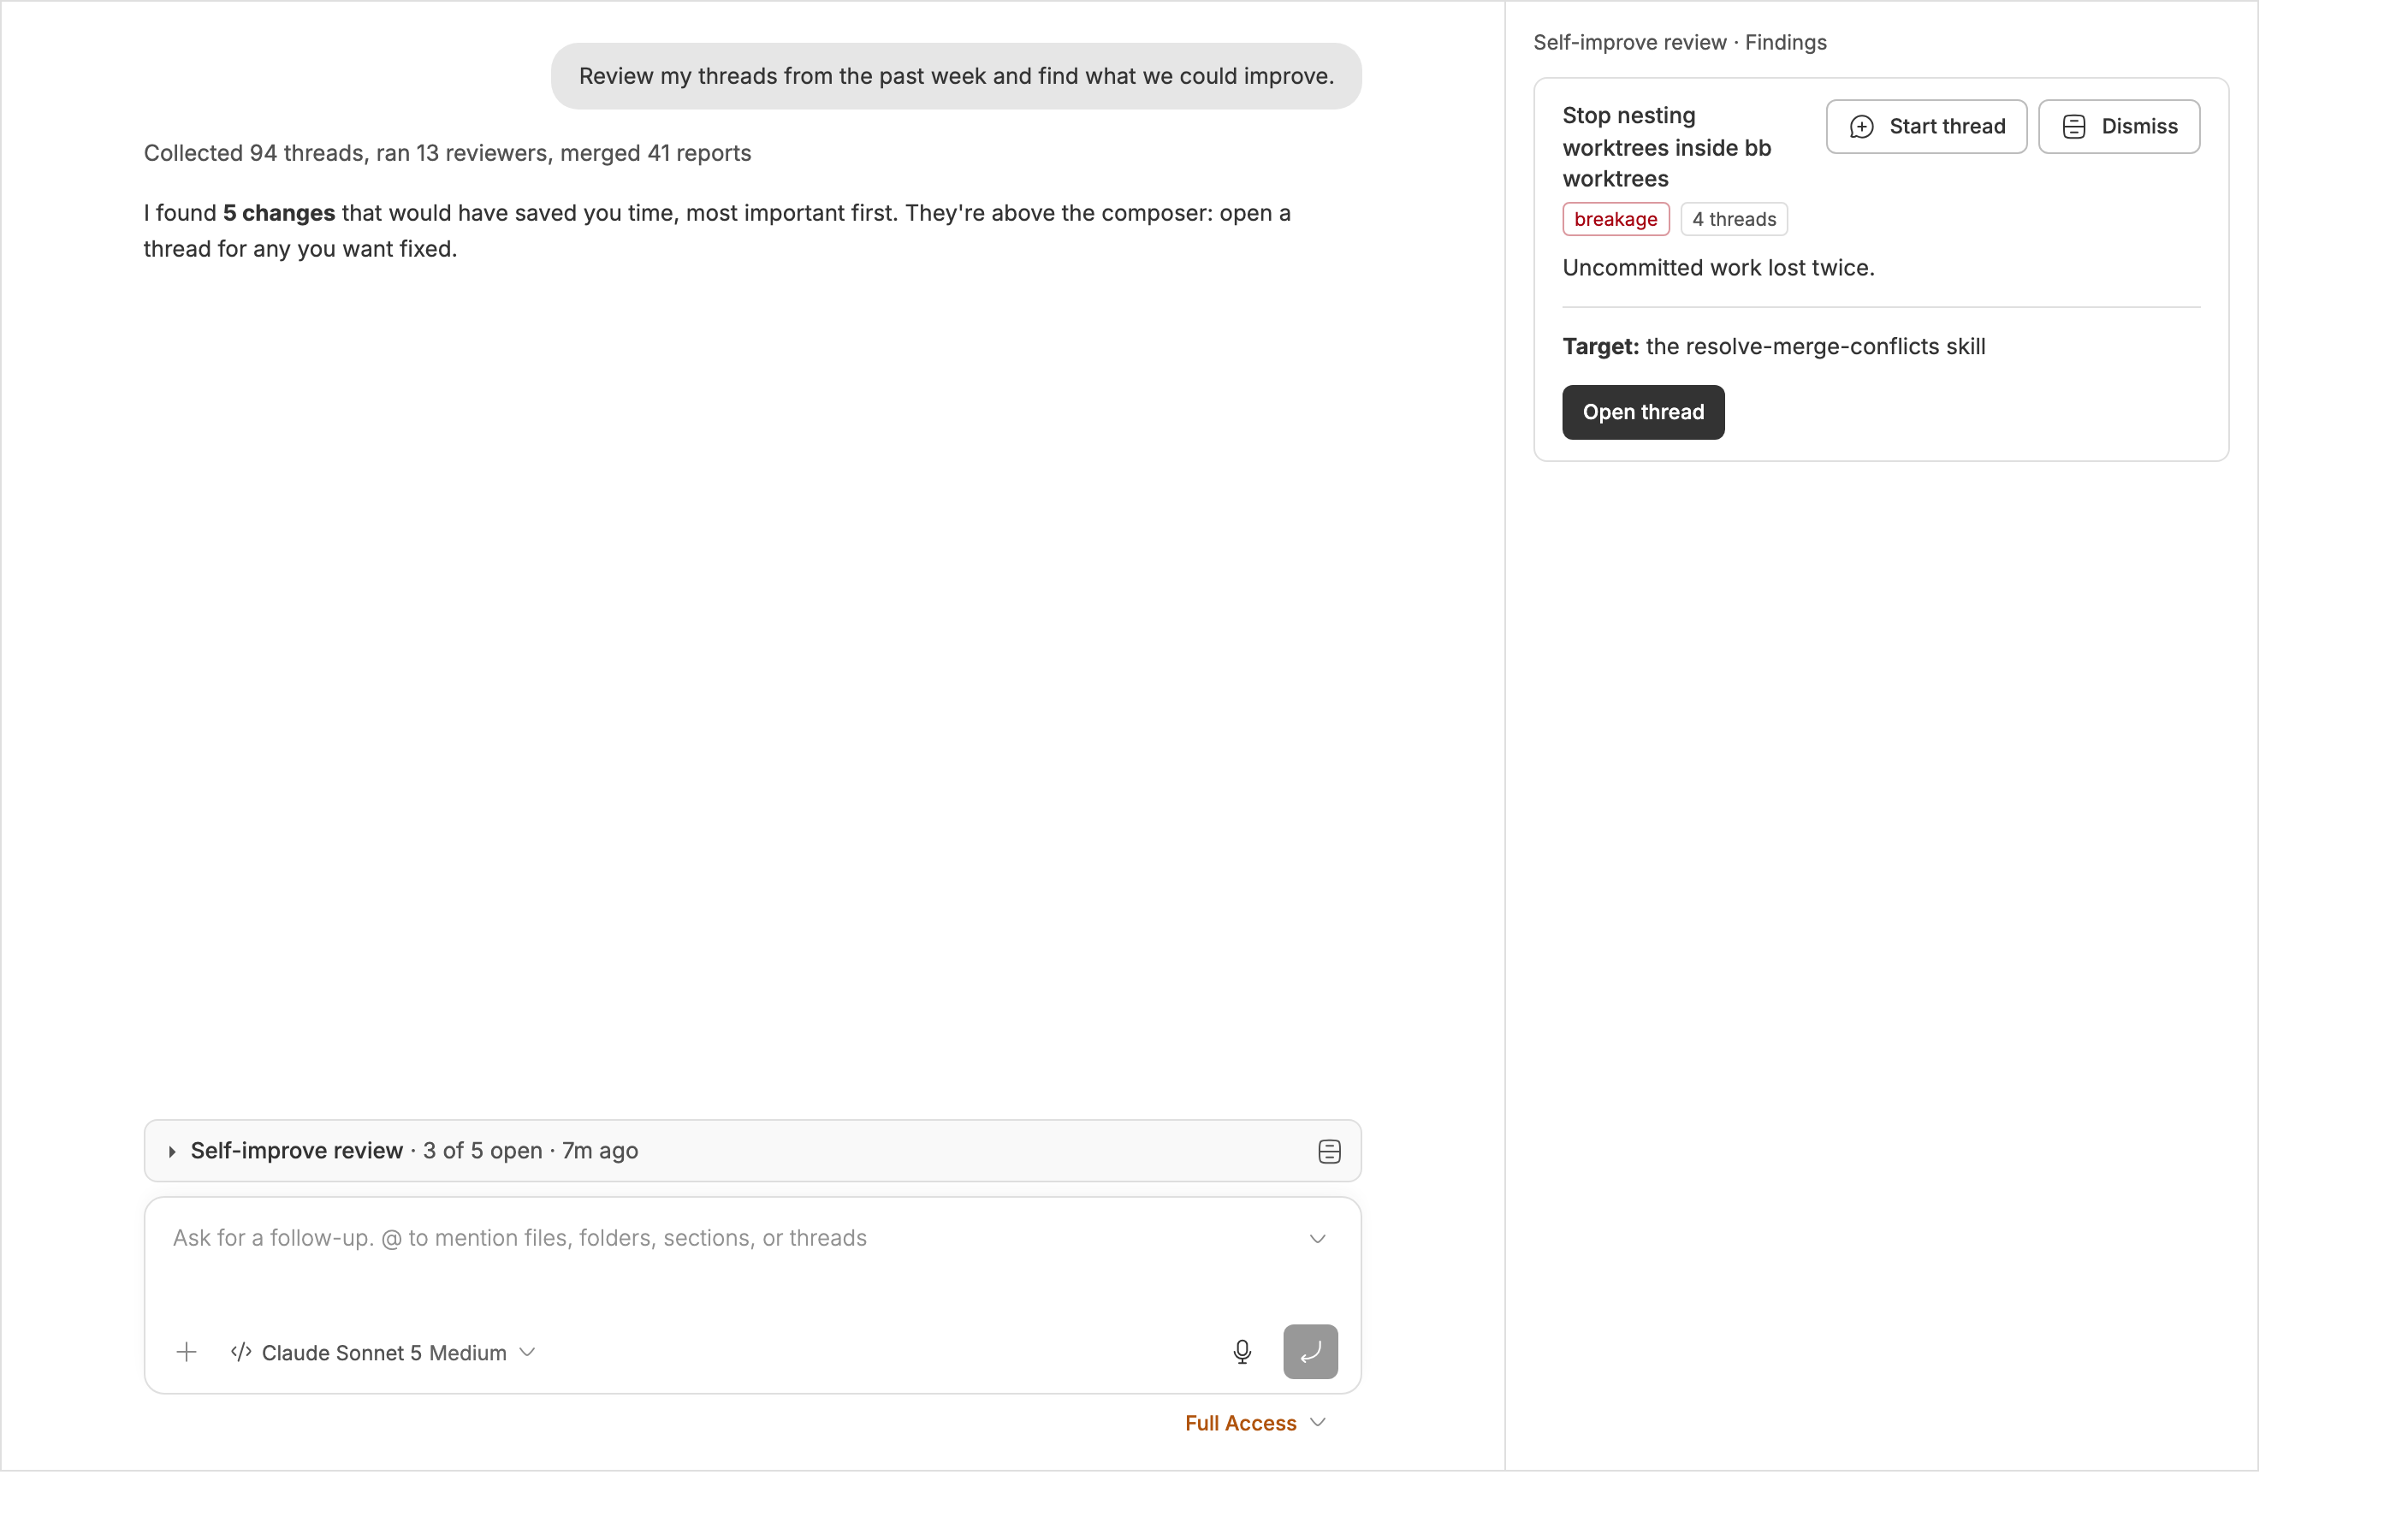 Review my threads from the past week and find what we could improve.
Collected 94 threads, ran 13 reviewers, merged 41 reports
I found 5 changes that would have saved you time, most important first. They're above the composer: open a
thread for any you want fixed.
Self-improve review · 3 of 5 open · 7m ago
Ask for a follow-up. @ to mention files, folders, sections, or threads
Claude Sonnet 5 Medium
Full Access
Self-improve review · Findings
Stop nesting
worktrees inside bb
worktrees
Start thread
Dismiss
breakage
4 threads
Uncommitted work lost twice.
Target: the resolve-merge-conflicts skill
Open thread